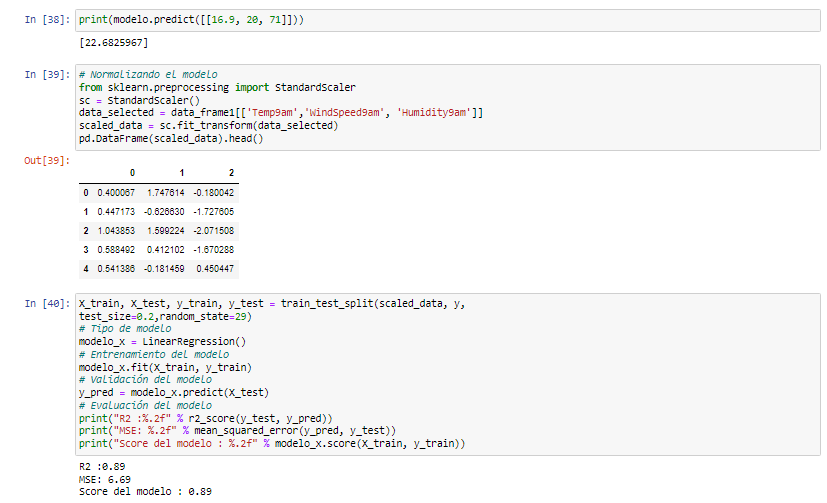 In [38]: print(modelo.predict([[16.9, 20, 71]]))
[22.6825967]
In [39]: # Normalizando el modelo
from sklearn.preprocessing import StandardScaler
sc = StandardScaler()
data_selected = data_frame1[['Temp9am','WindSpeed9am', 'Humidity9am']]
scaled_data = sc.fit_transform(data_selected)
pd.DataFrame(scaled_data).head()
Out[39]:
0 1 2
0 0.400067 1.747614 -0.180042
1 0.447173 -0.626630 -1.727605
2 1.043853 1.599224 -2.071508
3 0.588492 0.412102 -1.670288
4 0.541386 -0.181459 0.450447
In [40]: X_train, X_test, y_train, y_test = train_test_split(scaled_data, y,
test_size=0.2,random_state=29)
# Tipo de modelo
modelo_x = LinearRegression()
# Entrenamiento del modelo
modelo_x.fit(X_train, y_train)
# Validación del modelo
y_pred = modelo_x.predict(X_test)
# Evaluación del modelo
print("R2 :%.2f" % r2_score(y_test, y_pred))
print("MSE: %.2f" % mean_squared_error(y_pred, y_test))
print("Score del modelo : %.2f" % modelo_x.score(X_train, y_train))
R2 :0.89
MSE: 6.69
Score del modelo : 0.89